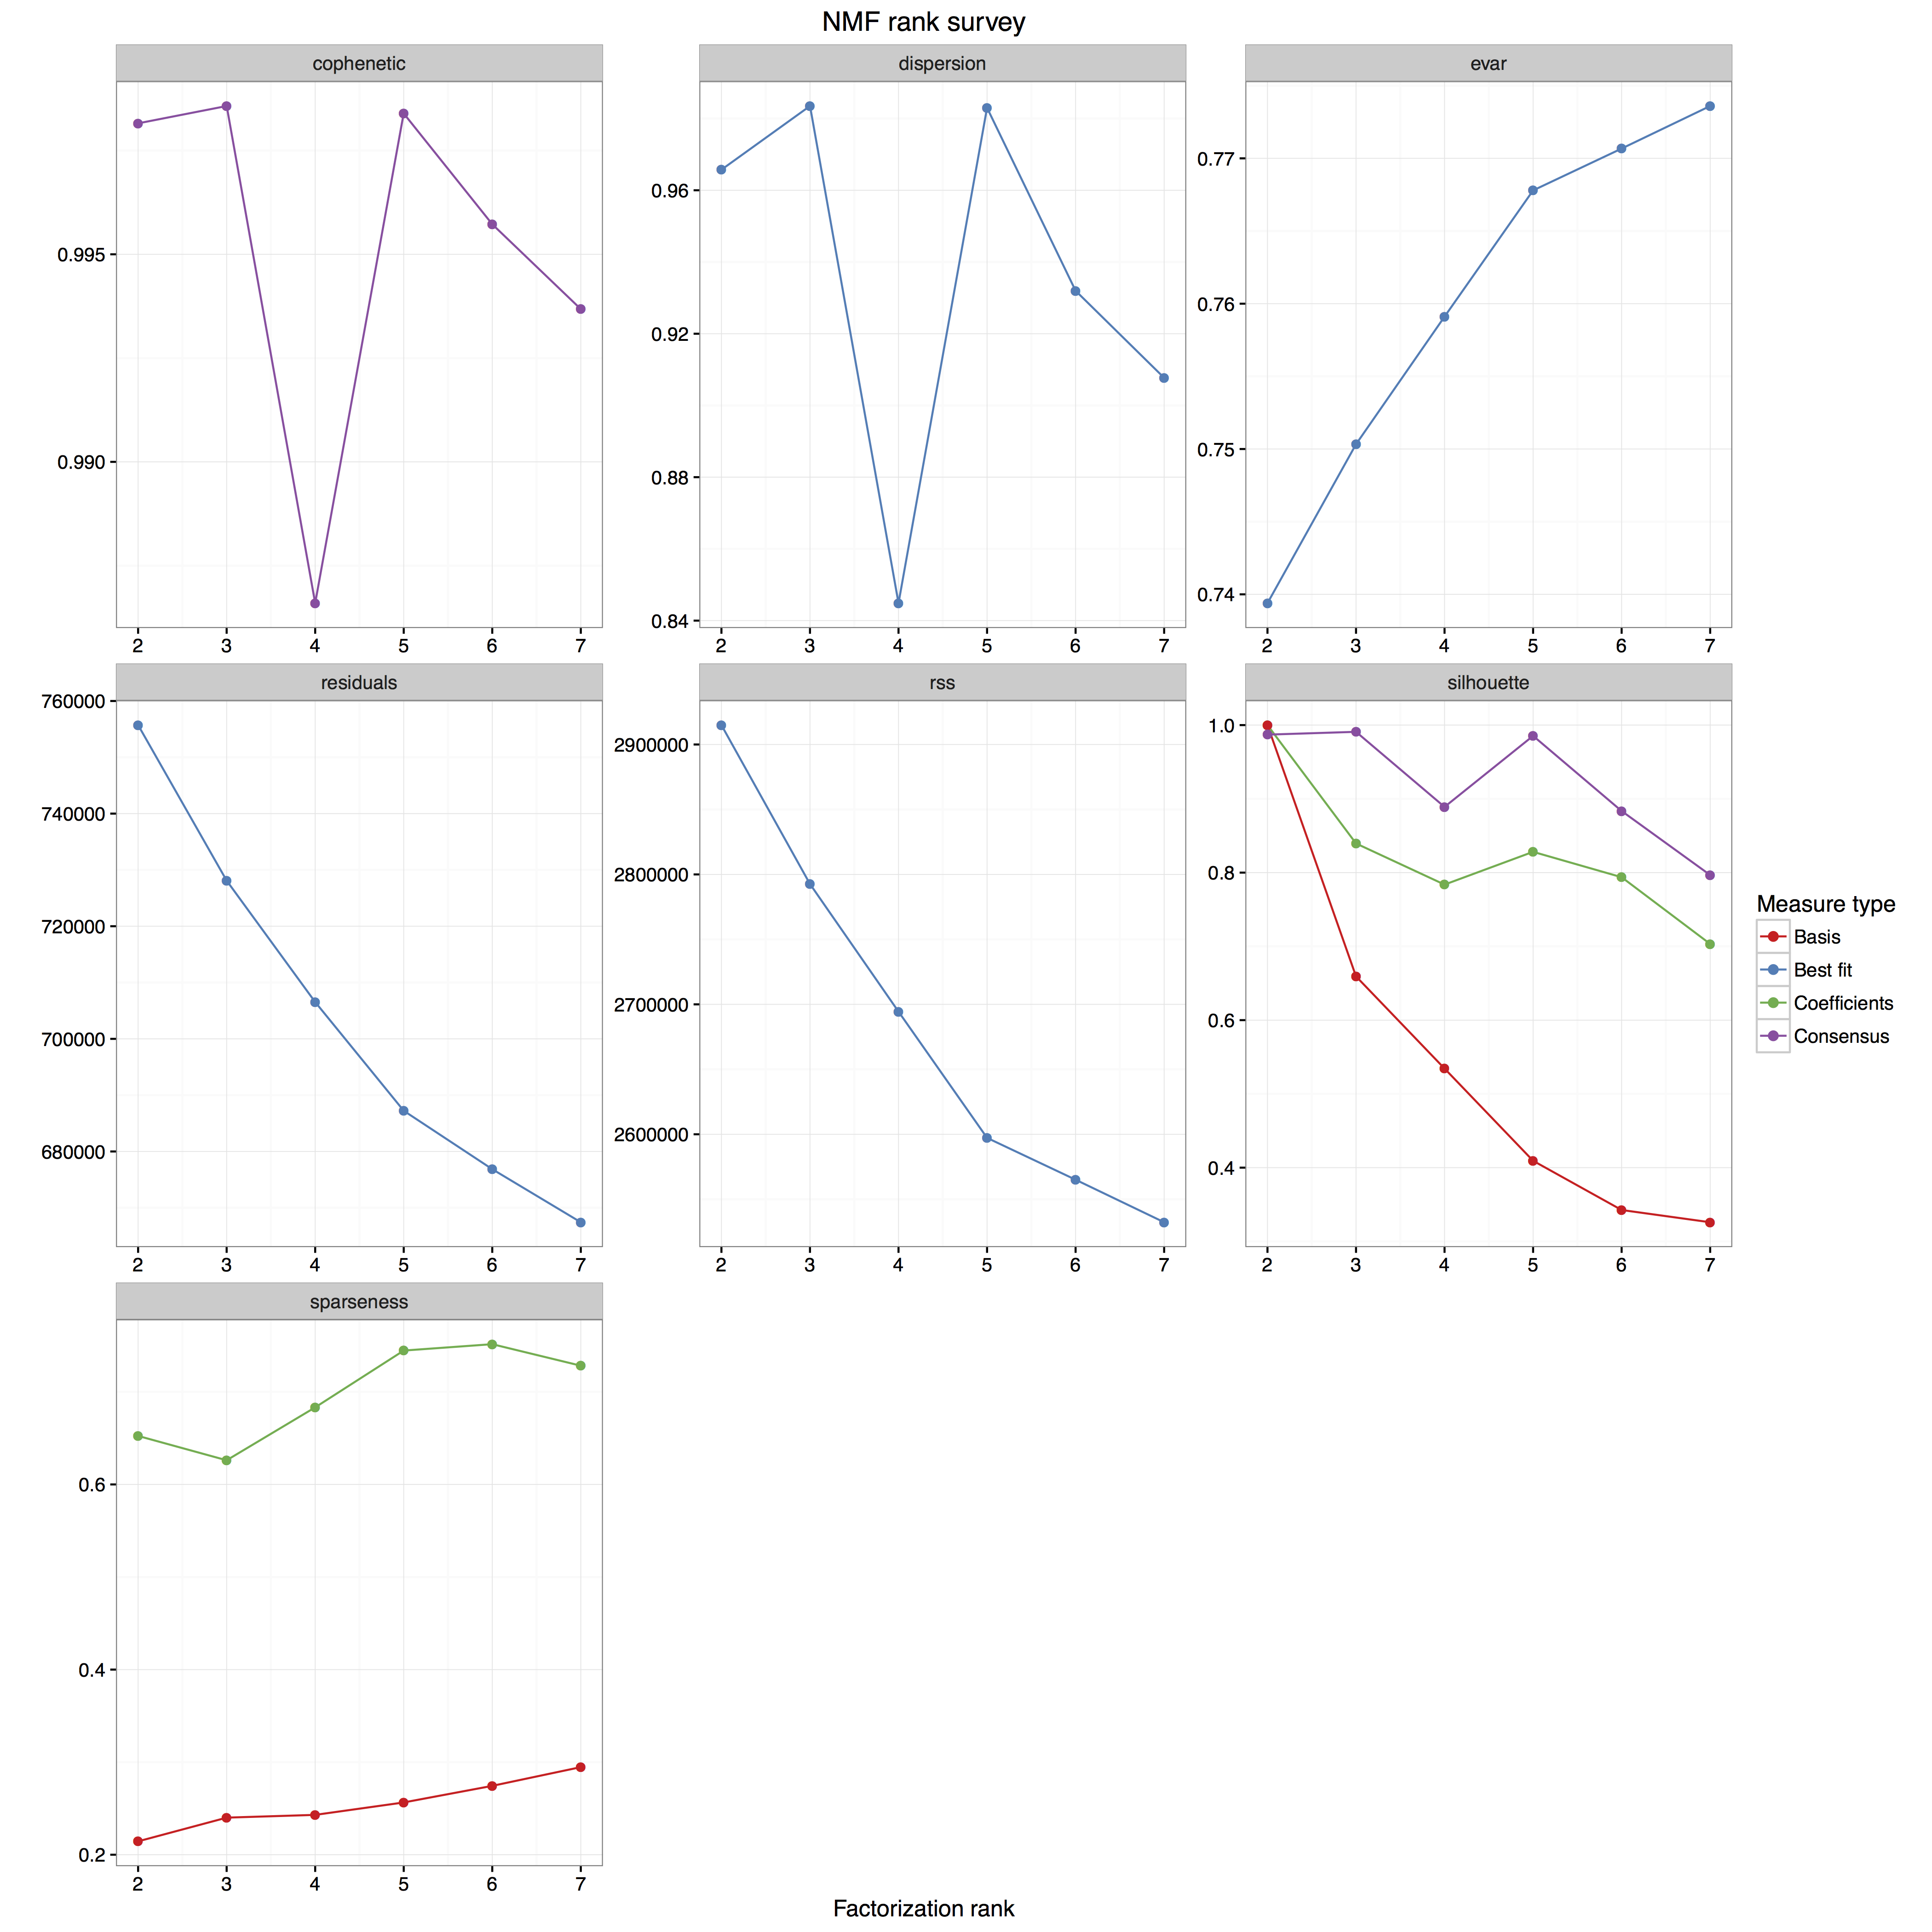 NMF rank survey
cophenetic
dispersion
evar
0.995
0.990
2 3 4 5 6 7
0.96
0.92
0.88
0.84
2 3 4 5 6 7
0.77
0.76
0.75
0.74
2 3 4 5 6 7
residuals
rss
silhouette
760000
740000
720000
700000
680000
2 3 4 5 6 7
2900000
2800000
2700000
2600000
2 3 4 5 6 7
1.0
0.8
0.6
0.4
2 3 4 5 6 7
Measure type
Basis
Best fit
Coefficients
Consensus
sparseness
0.6
0.4
0.2
2 3 4 5 6 7
Factorization rank